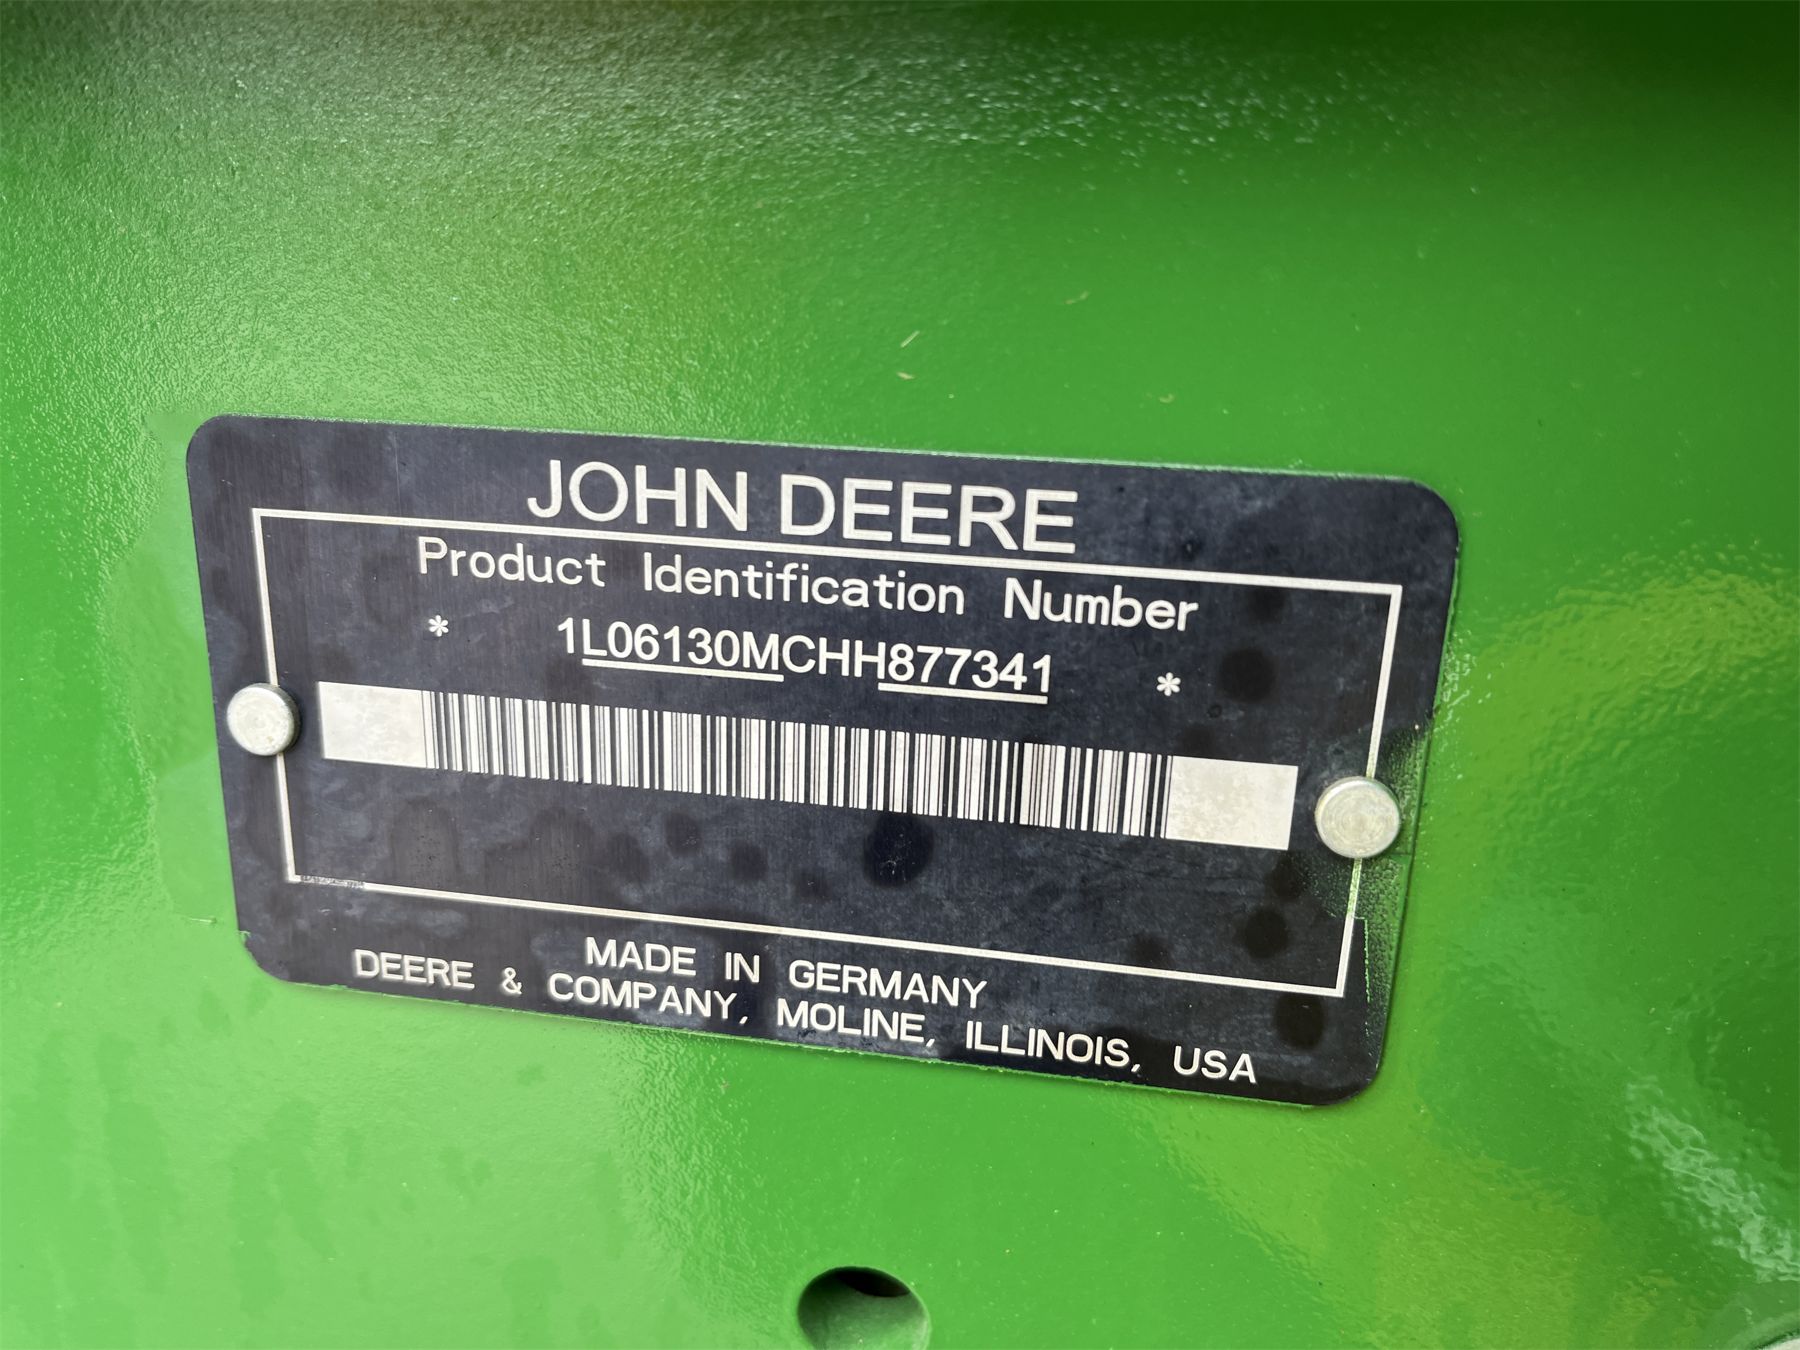 JOHN DEERE
Product Identification Number
* 1L06130MCHH877341 *
MADE IN GERMANY
DEERE & COMPANY, MOLINE, ILLINOIS, USA